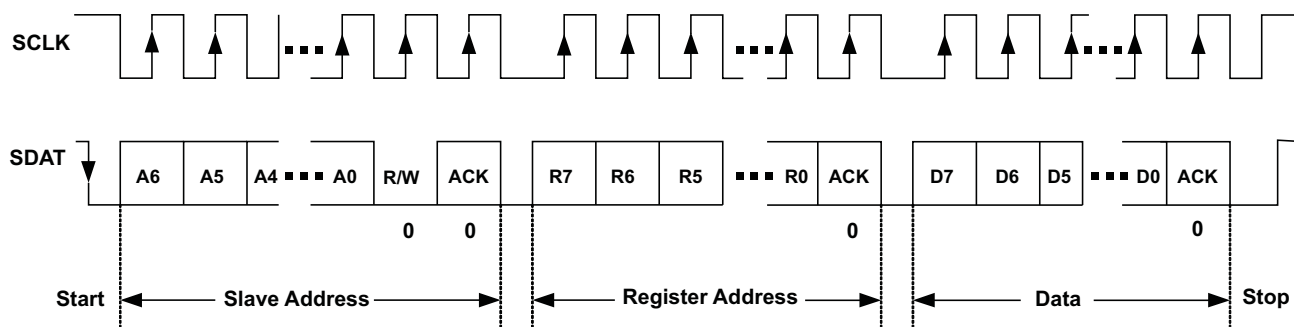 SCLK
SDAT
A6 A5 A4 A0 R/W ACK R7 R6 R5 R0 ACK D7 D6 D5 D0 ACK
0 0 0 0
Start Slave Address Register Address Data Stop